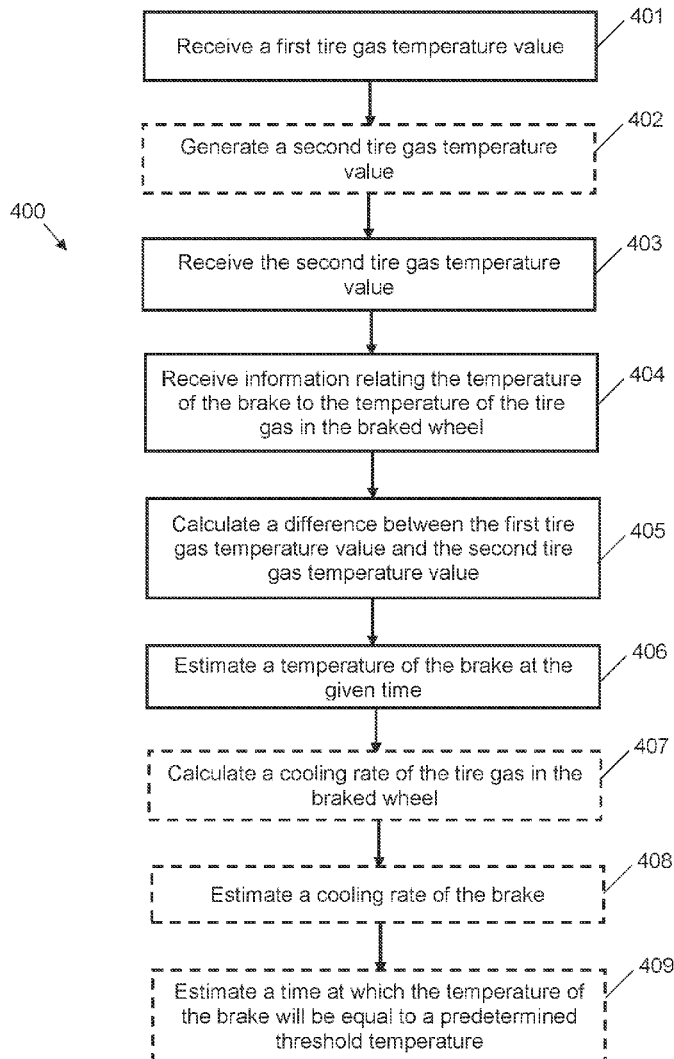 401
Receive a first tire gas temperature value
402
Generate a second tire gas temperature
value
400
403
Receive the second tire gas temperature
value
404
Receive information relating the temperature
of the brake to the temperature of the tire
gas in the braked wheel
405
Calculate a difference between the first tire
gas temperature value and the second tire
gas temperature value
406
Estimate a temperature of the brake at the
given time
407
Calculate a cooling rate of the tire gas in the
braked wheel
408
Estimate a cooling rate of the brake
409
Estimate a time at which the temperature of
the brake will be equal to a predetermined
threshold temperature